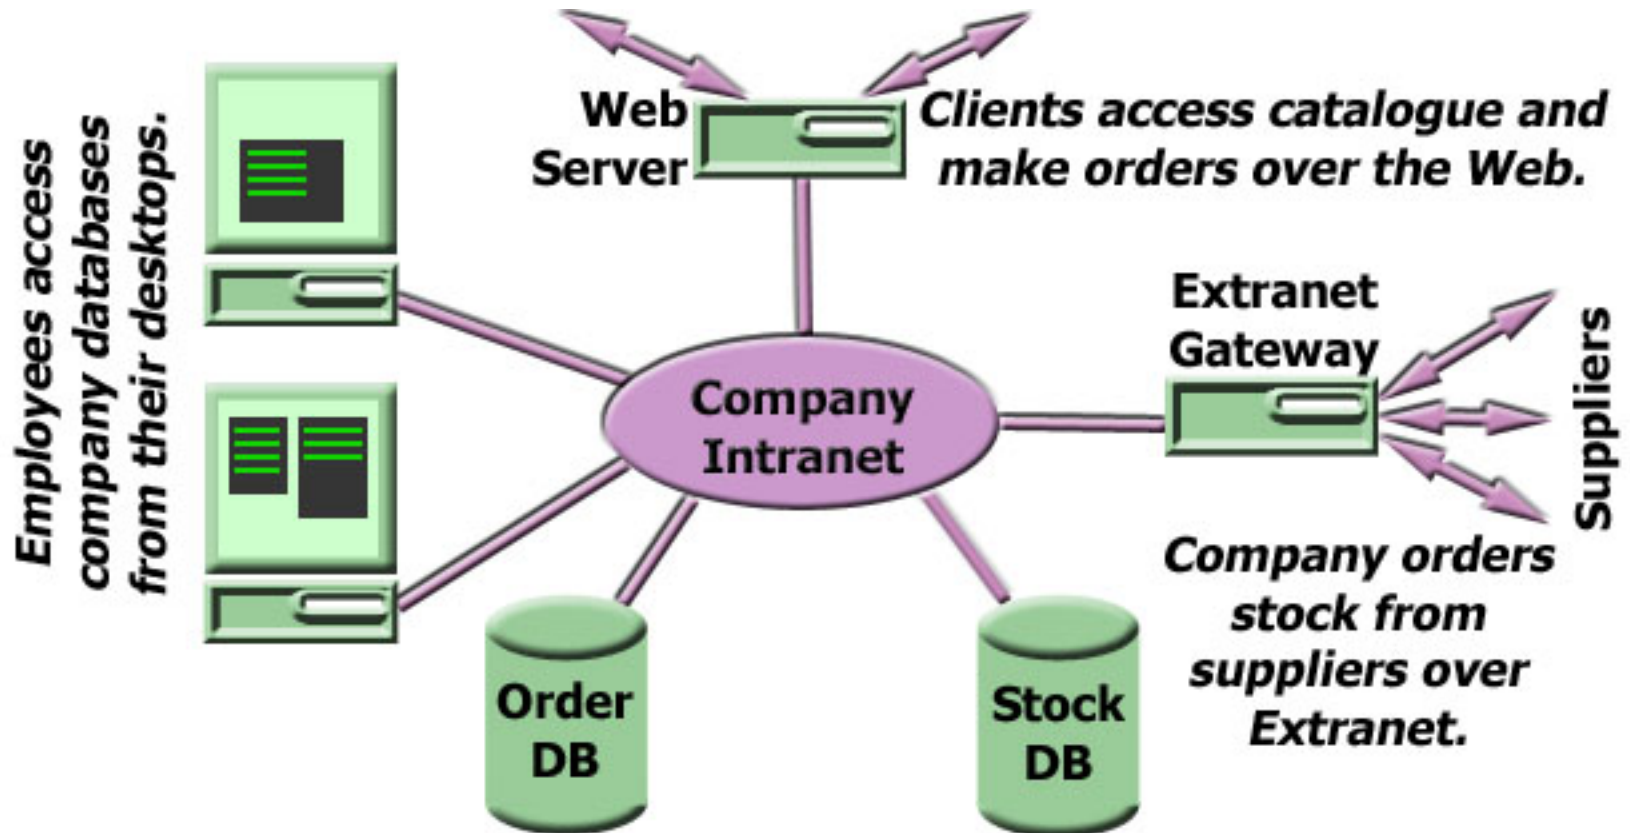 Employees access
company databases
from their desktops.
Web
Server
Clients access catalogue and
make orders over the Web.
Company
Intranet
Extranet
Gateway
Suppliers
Company orders
stock from
suppliers over
Extranet.
Order
DB
Stock
DB